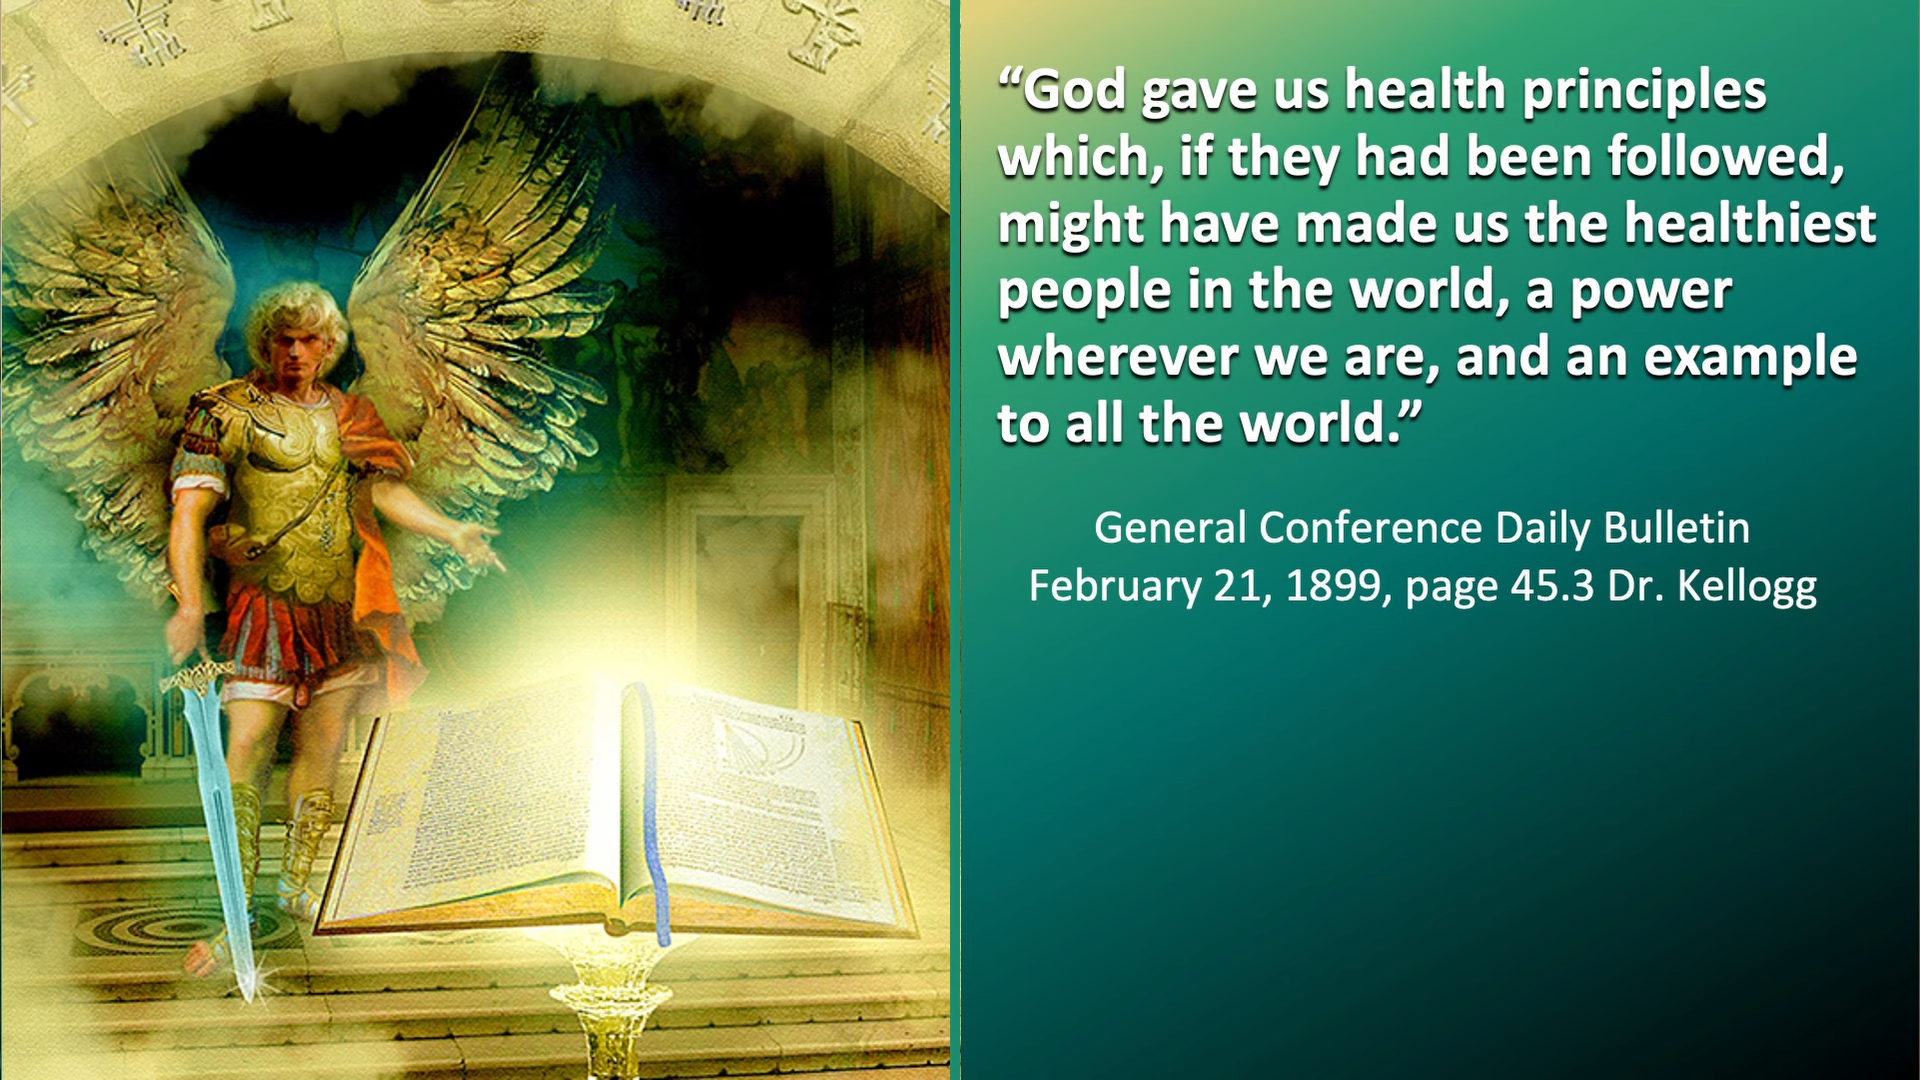 “God gave us health principles
which, if they had been followed,
might have made us the healthiest
people in the world, a power
wherever we are, and an example
to all the world.”
General Conference Daily Bulletin
February 21, 1899, page 45.3 Dr. Kellogg